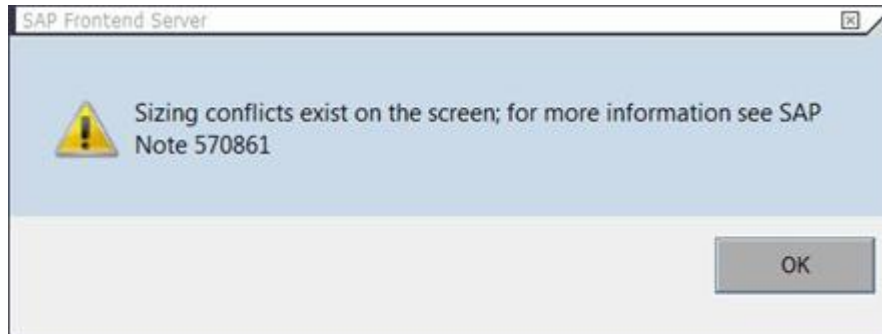 SAP Frontend Server
Sizing conflicts exist on the screen; for more information see SAP
Note 570861
OK